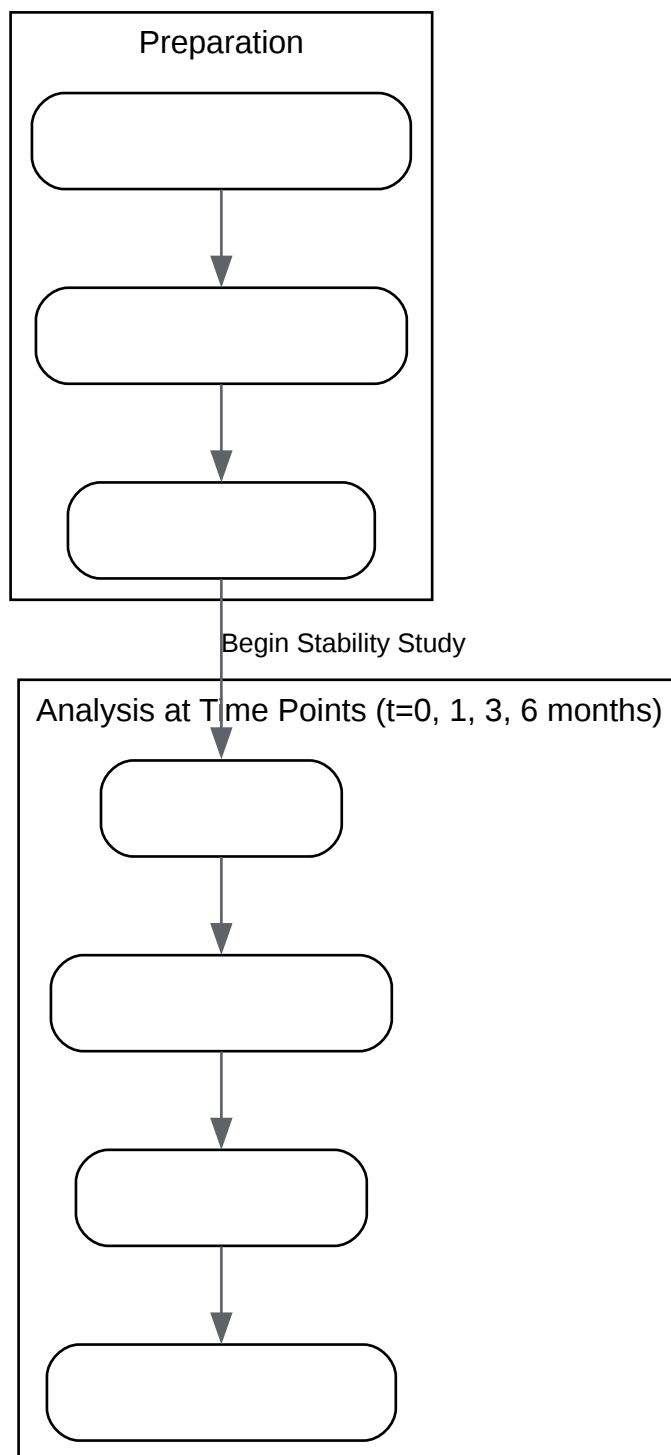 Preparation
Begin Stability Study
Analysis at Time Points (t=0, 1, 3, 6 months)